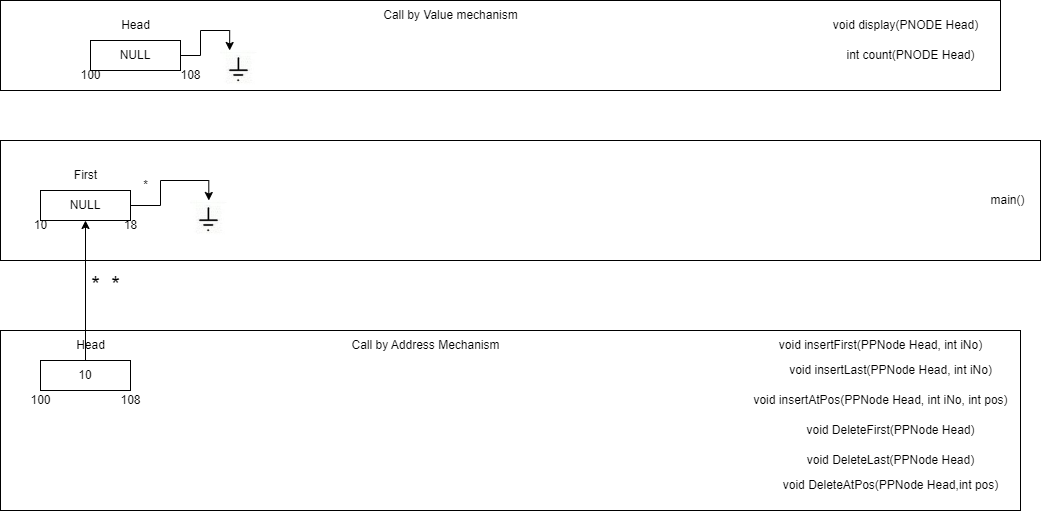 Call by Value mechanism
Head
void display(PNODE Head)
NULL
int count(PNODE Head)
100
108
First
*
NULL
main()
10
18
* *
Head
Call by Address Mechanism
void insertFirst(PPNode Head, int iNo)
10
void insertLast(PPNode Head, int iNo)
100
108
void insertAtPos(PPNode Head, int iNo, int pos)
void DeleteFirst(PPNode Head)
void DeleteLast(PPNode Head)
void DeleteAtPos(PPNode Head,int pos)